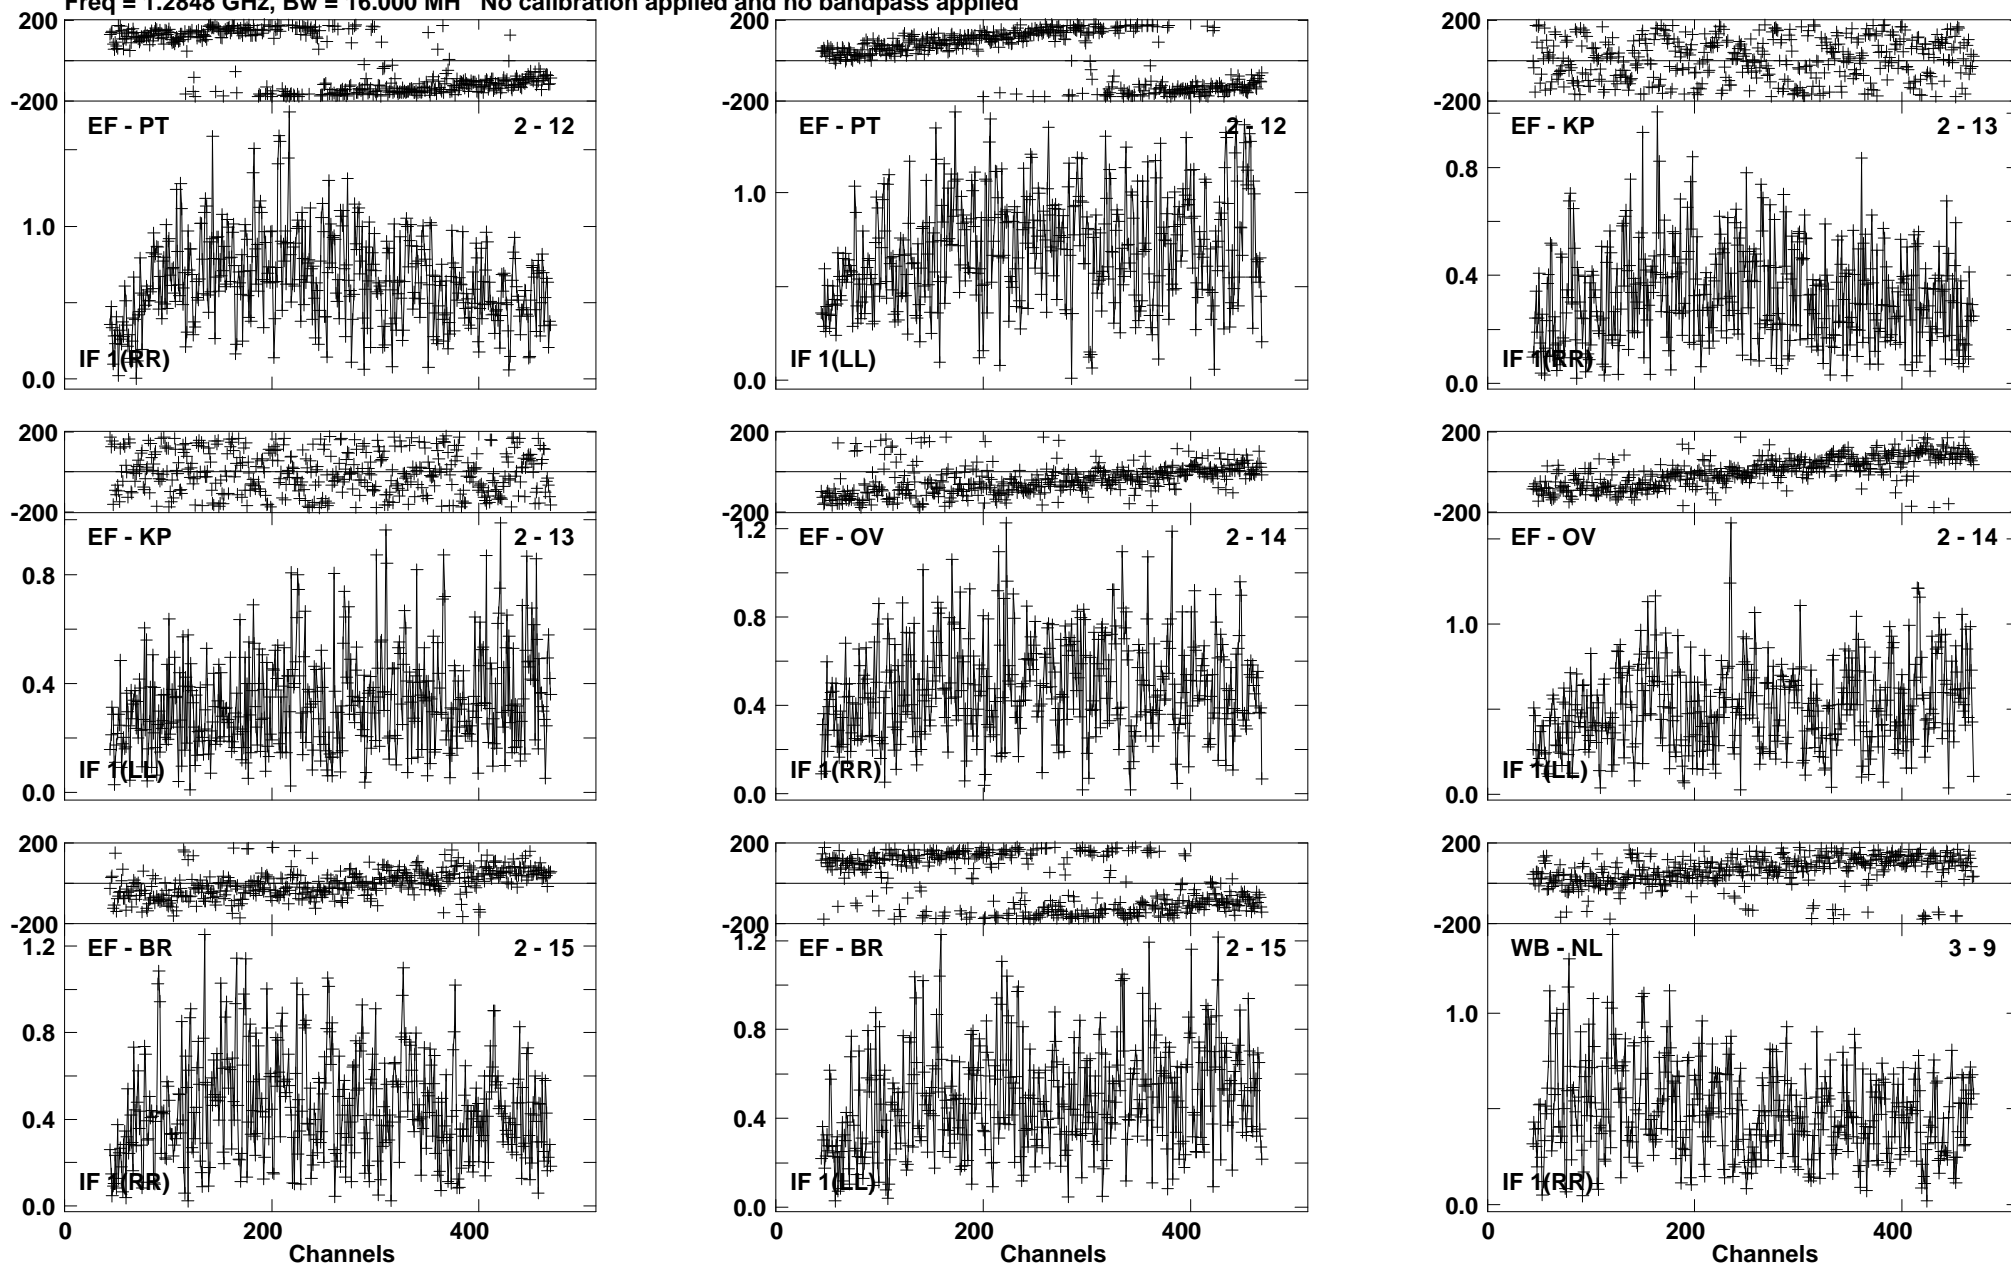 Freq = 1.2848 GHz, Bw = 16.000 MH No calibration applied and no bandpass applied
200
-200
EF - PT
2 - 12
1.0
0.0
IF 1(RR)
200
-200
EF - PT
2 - 12
1.0
0.0
IF 1(LL)
200
-200
EF - KP
2 - 13
0.8
0.4
0.0
IF 1(RR)
200
-200
EF - KP
2 - 13
0.8
0.4
0.0
IF 1(LL)
200
-200
1.2
EF - OV
2 - 14
0.8
0.4
0.0
IF 1(RR)
200
-200
EF - OV
2 - 14
1.0
0.0
IF 1(LL)
200
-200
1.2
EF - BR
2 - 15
0.8
0.4
0.0
IF 1(RR)
0 200 400
Channels
200
-200
1.2
EF - BR
2 - 15
0.8
0.4
0.0
IF 1(LL)
0 200 400
Channels
200
-200
WB - NL
3 - 9
1.0
0.0
IF 1(RR)
0 200 400
Channels